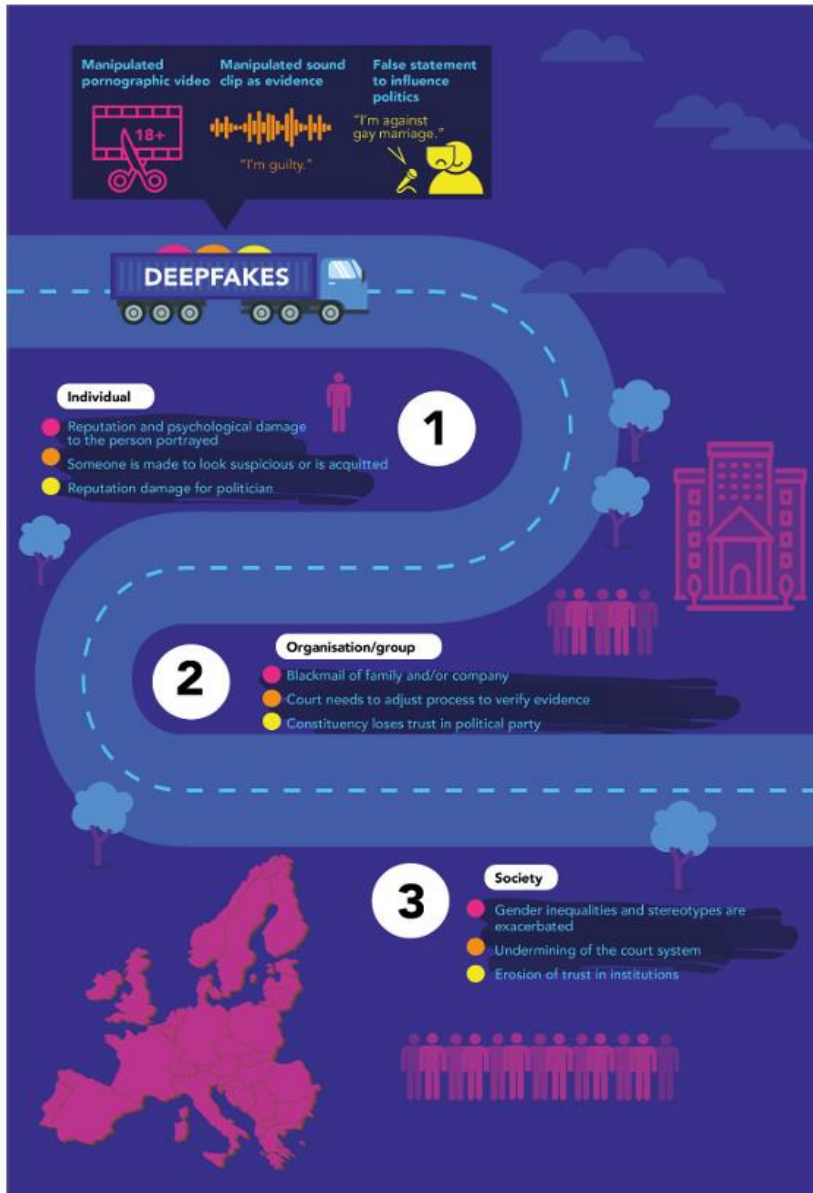 Manipulated
pornographic video
18+
Manipulated sound
clip as evidence
"I'm guilty."
False statement
to influence
politics
"I'm against
gay marriage."
DEEPFAKES
1
Individual
Reputation and psychological damage
to the person portrayed
Someone is made to look suspicious or is acquitted
Reputation damage for politician
2
Organisation/group
Blackmail of family and/or company
Court needs to adjust process to verify evidence
Constituency loses trust in political party
3
Society
Gender inequalities and stereotypes are
exacerbated
Undermining of the court system
Erosion of trust in institutions